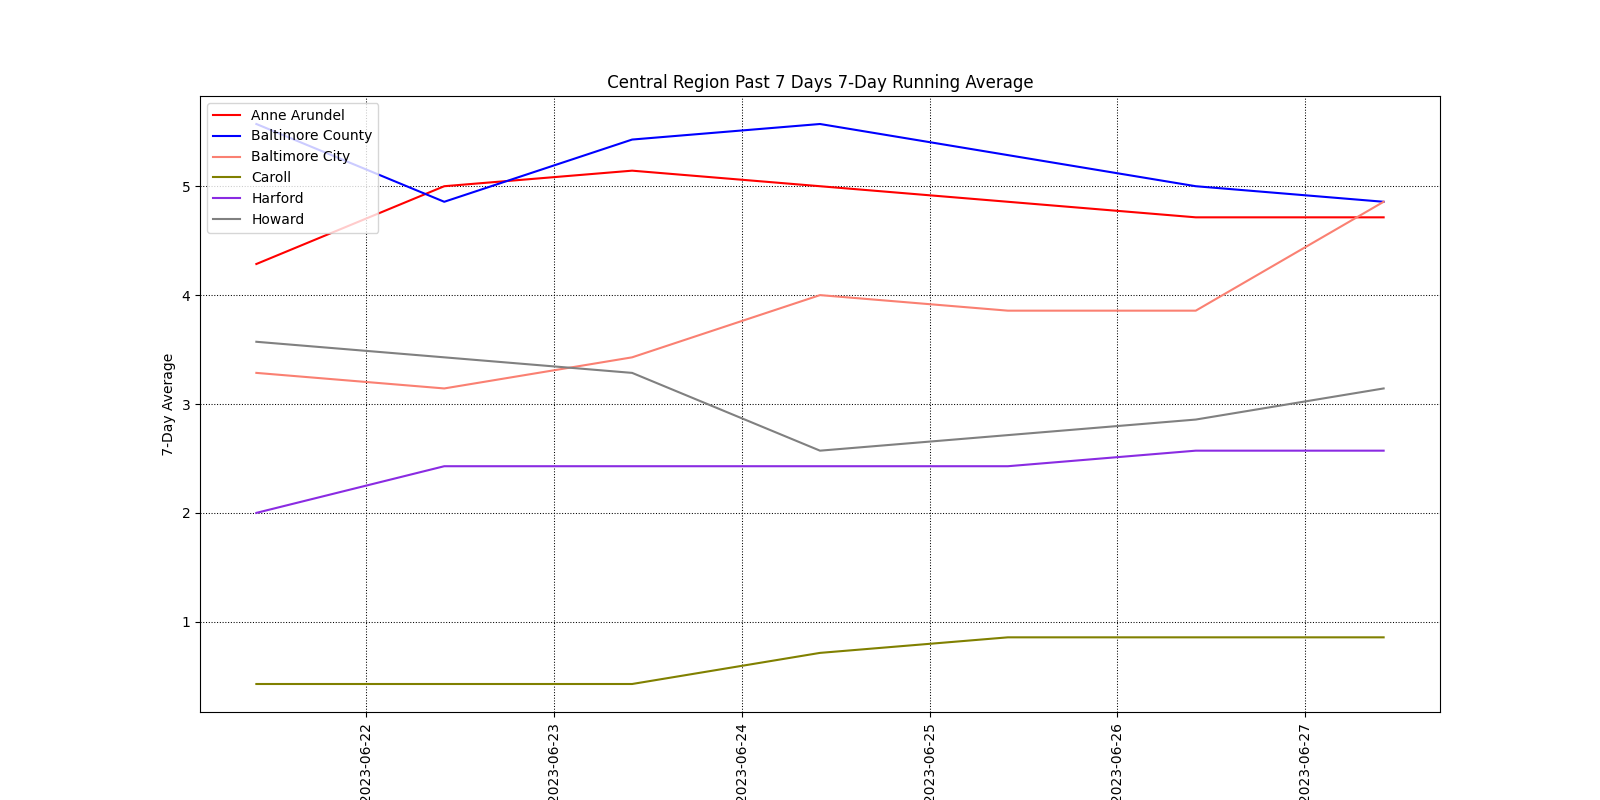 Central Region Past 7 Days 7-Day Running Average
Anne Arundel
Baltimore County
Baltimore City
Caroll
Harford
Howard
7-Day Average
5
4
3
2
1
2023-06-22
2023-06-23
2023-06-24
2023-06-25
2023-06-26
2023-06-27